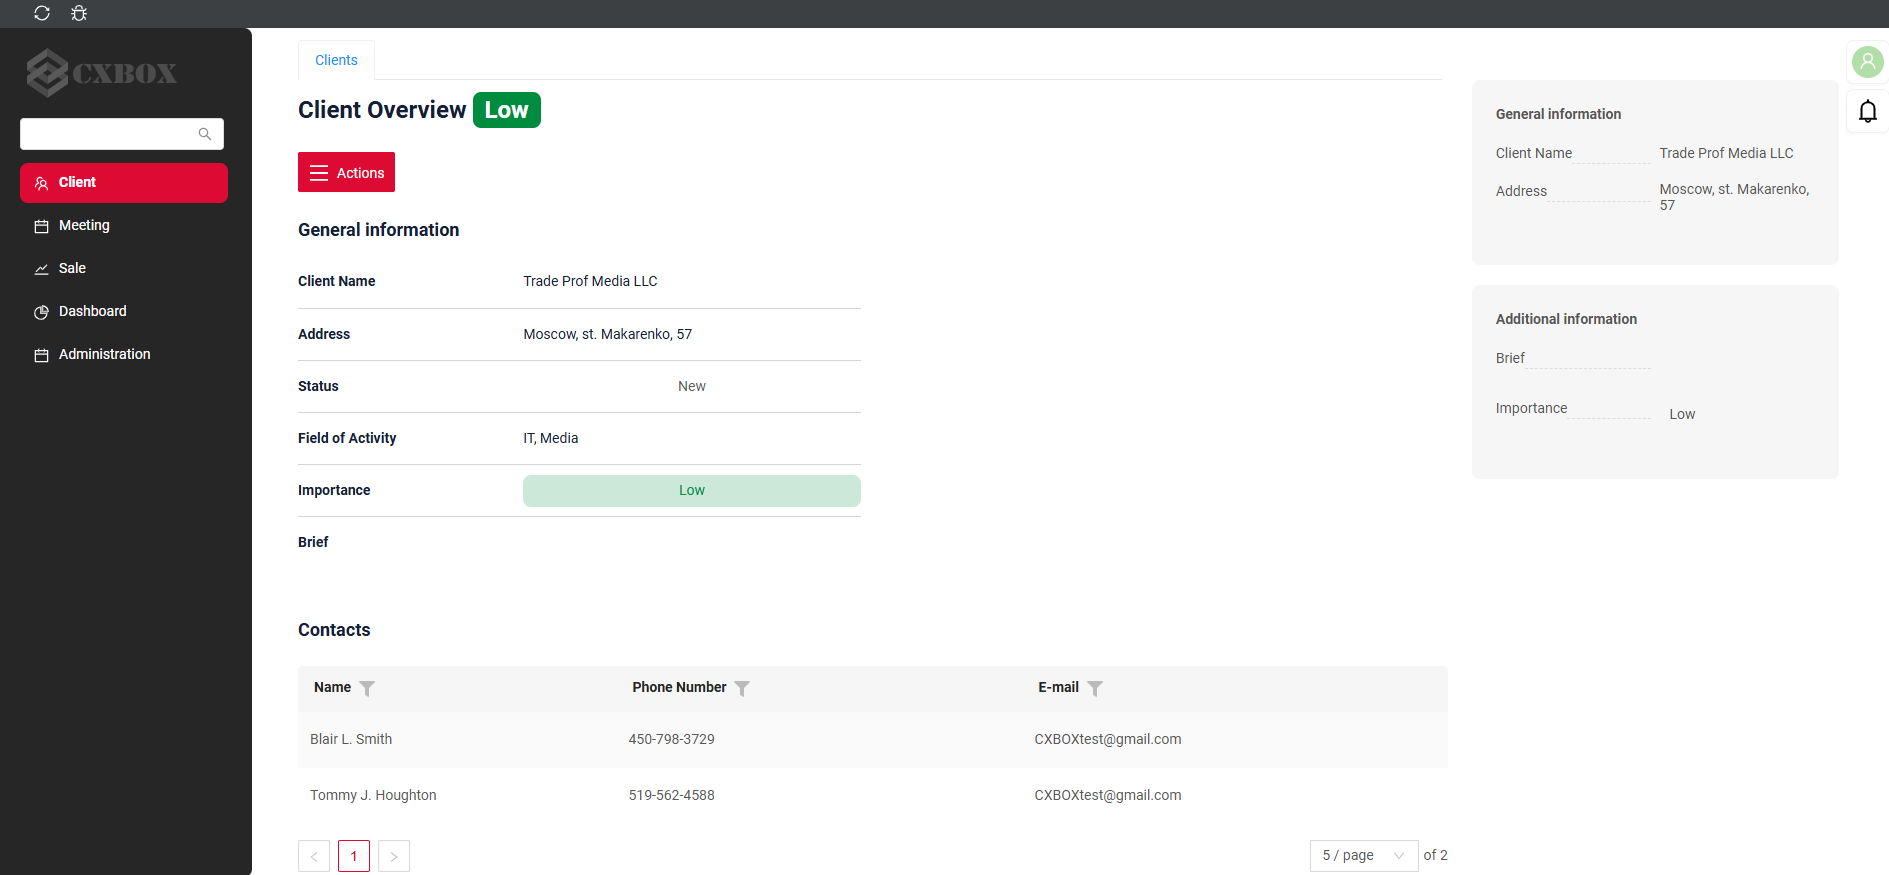 CXBOX
Client
Meeting
Sale
Dashboard
Administration
Clients
Client Overview Low
Actions
General information
Client Name Trade Prof Media LLC
Address Moscow, st. Makarenko, 57
Status New
Field of Activity IT, Media
Importance Low
Brief
Contacts
Name Phone Number E-mail
Blair L. Smith 450-798-3729 CXBOXtest@gmail.com
Tommy J. Houghton 519-562-4588 CXBOXtest@gmail.com
< 1 > 5 / page of 2
General information
Client Name Trade Prof Media LLC
Address Moscow, st. Makarenko,
57
Additional information
Brief
Importance Low